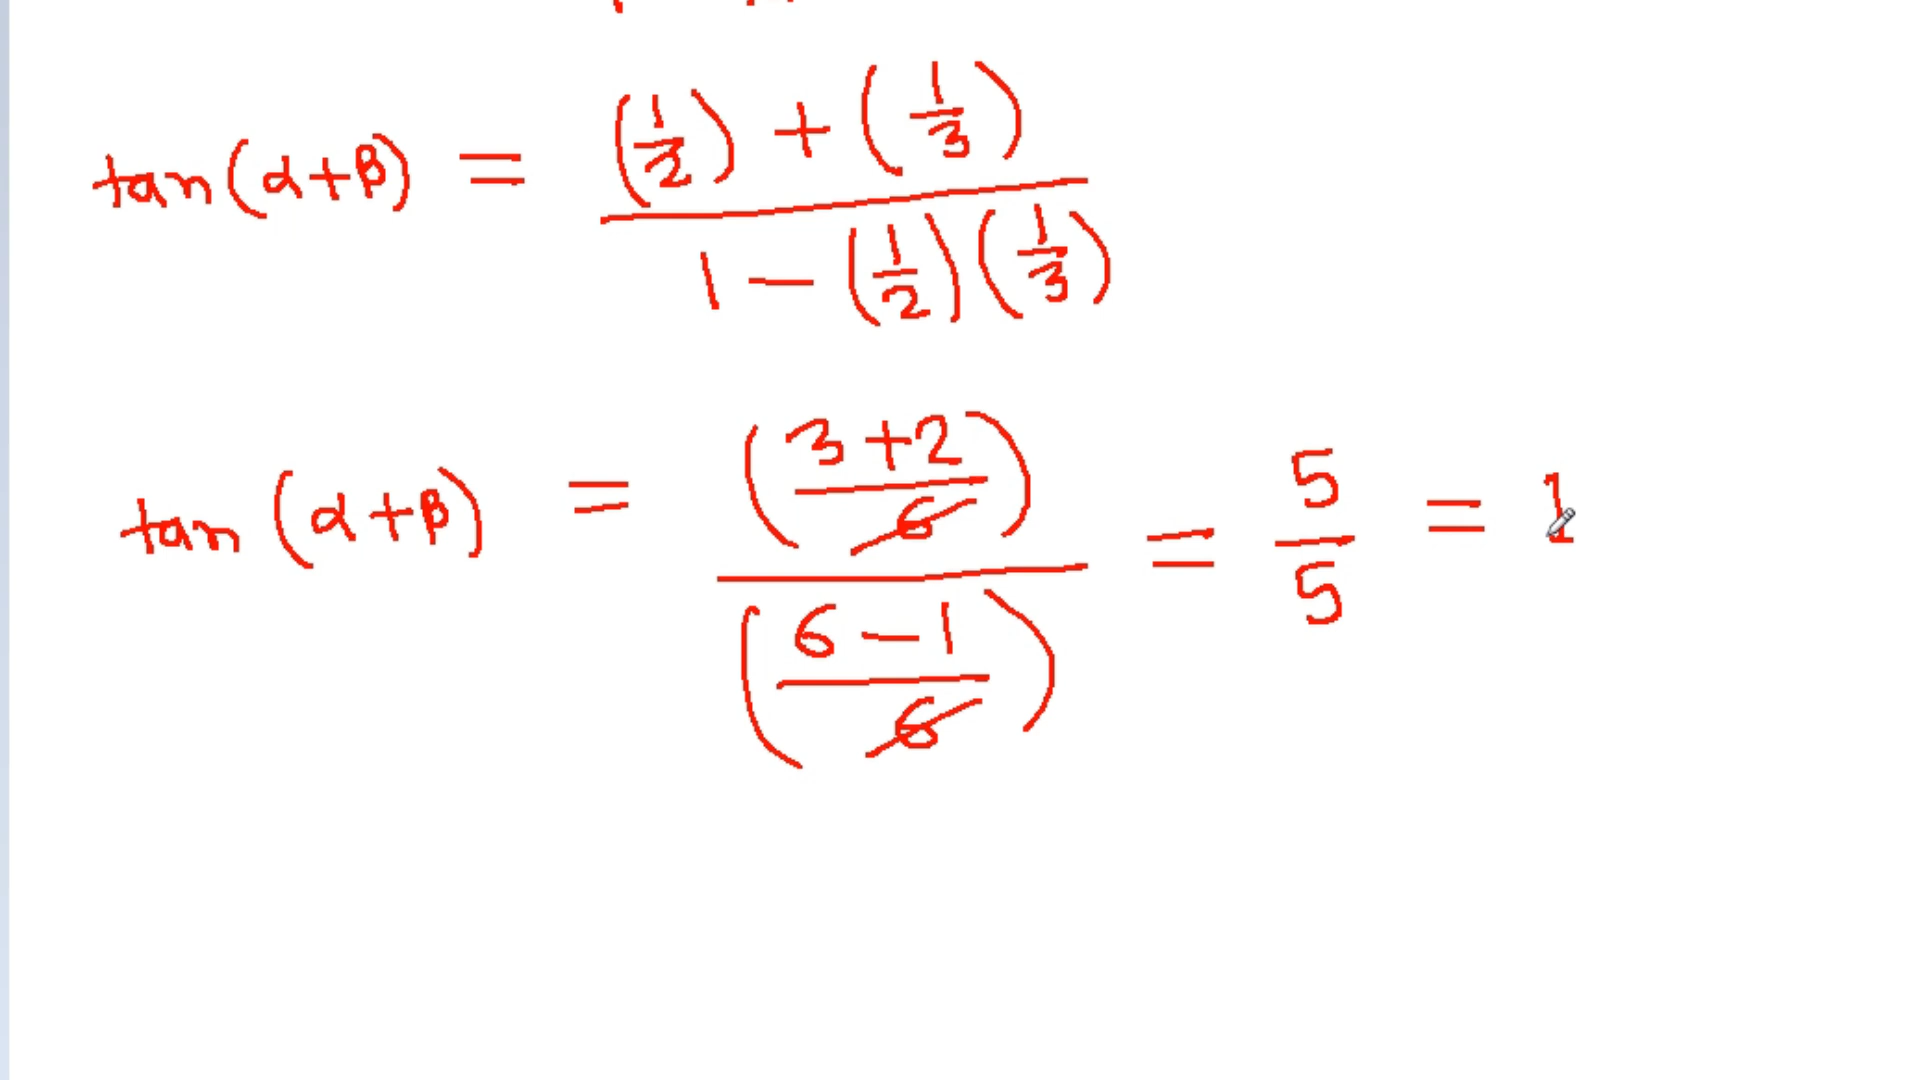 tan(α+β) = ((1/2) + (1/3)) / (1 - (1/2)(1/3))
tan(α+β) = ((3+2)/6) / ((6-1)/6) = 5/5 = 1